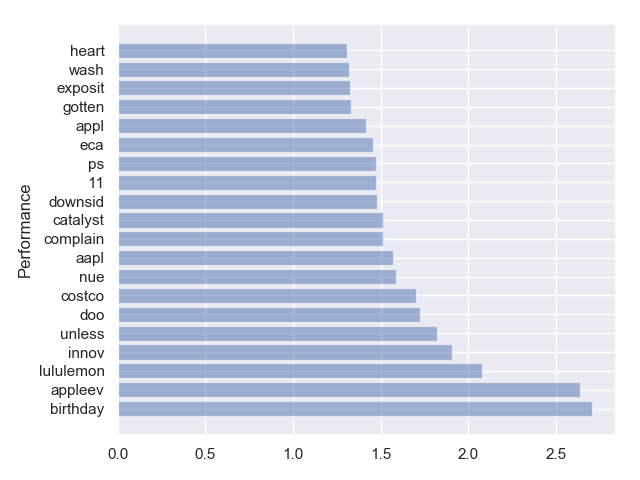 heart
wash
exposit
gotten
appl
eca
ps
11
downsid
catalyst
complain
aapl
nue
costco
doo
unless
innov
lululemon
appleev
birthday
Performance
0.0 0.5 1.0 1.5 2.0 2.5